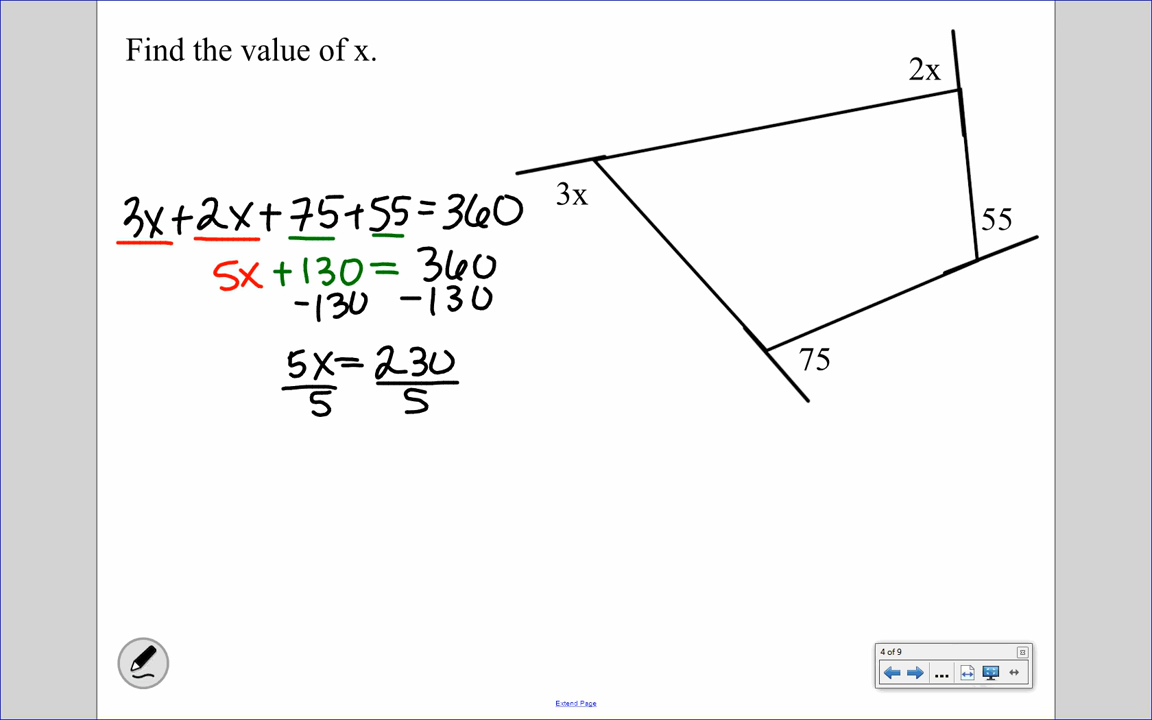 Find the value of x.
2x
3x
55
75
3x+2x+75+55=360
5x+130=360
-130 -130
5x=230
5 5
4 of 9
...
Extend Page